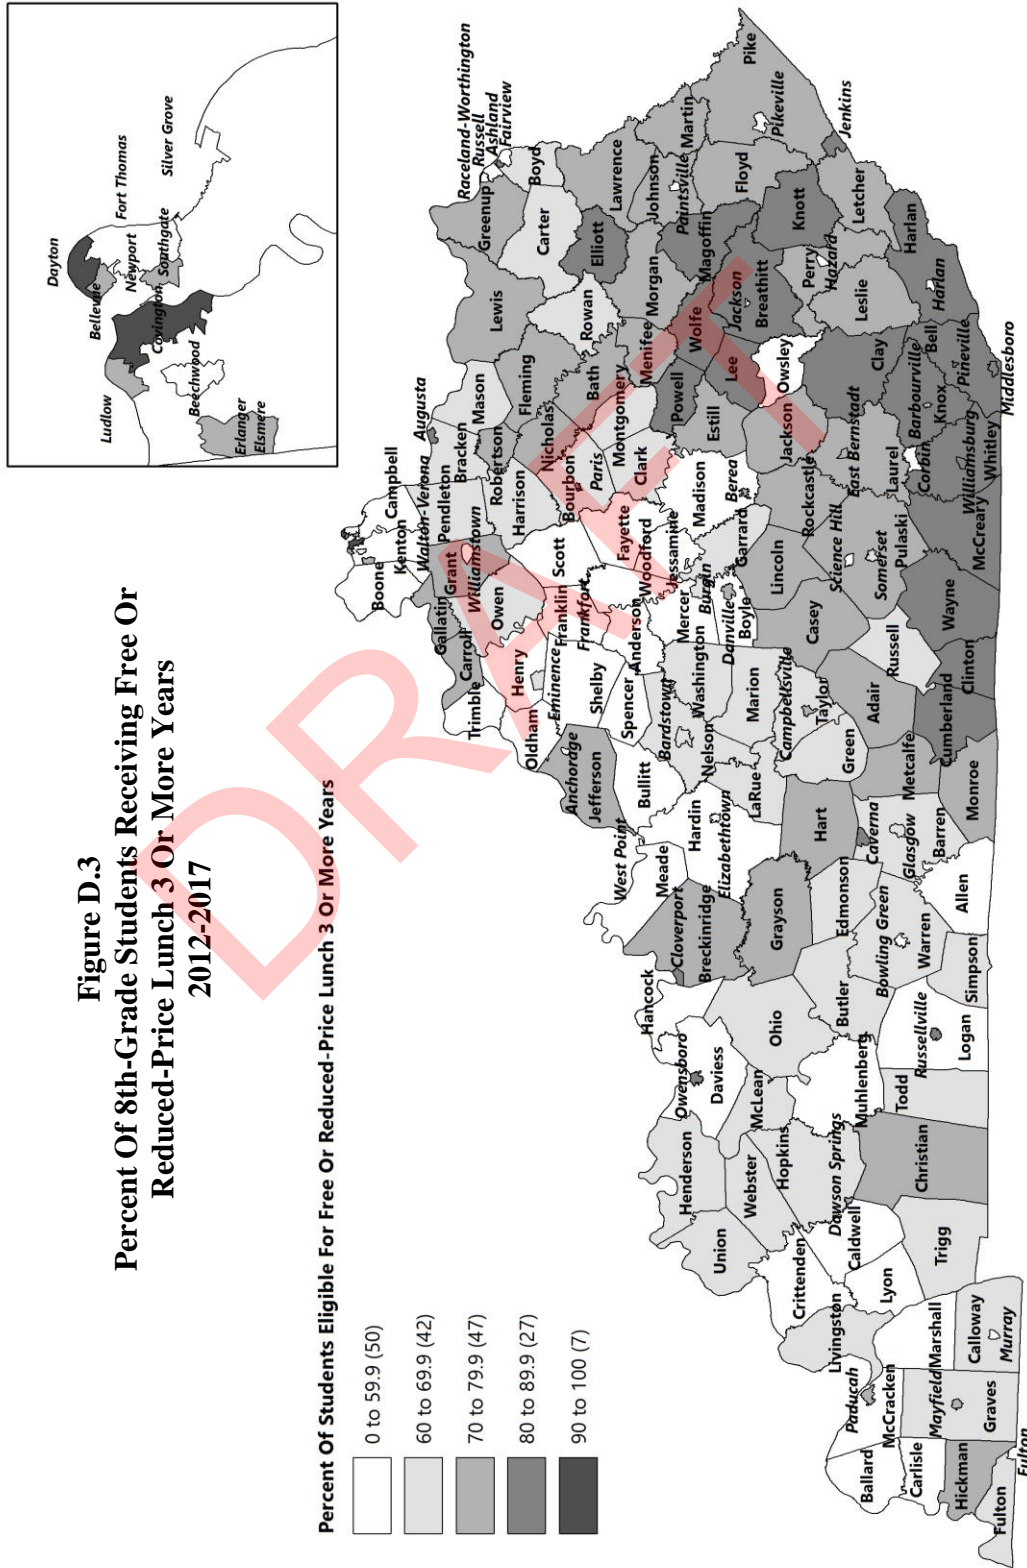 Figure D.3
Percent Of 8th-Grade Students Receiving Free Or
Reduced-Price Lunch 3 Or More Years
2012-2017
Percent Of Students Eligible For Free Or Reduced-Price Lunch 3 Or More Years
0 to 59.9 (50)
60 to 69.9 (42)
70 to 79.9 (47)
80 to 89.9 (27)
90 to 100 (7)
DRAFT
Dayton
Bellevue
Newport
Fort Thomas
Southgate
Silver Grove
Ludlow
Covington
Beechwood
Erlanger
Elsmere
Boone
Kenton
Campbell
Walton-Verona
Augusta
Gallatin
Grant
Pendleton
Bracken
Mason
Carroll
Williamstown
Robertson
Trimble
Owen
Harrison
Fleming
Lewis
Greenup
Raceland-Worthington
Russell
Ashland
Fairview
Boyd
Carter
Rowan
Elliott
Lawrence
Oldham
Henry
Eminence
Franklin
Frankfort
Scott
Bourbon
Paris
Nicholas
Bath
Montgomery
Menifee
Morgan
Johnson
Paintsville
Martin
Anchorage
Jefferson
Shelby
Spencer
Anderson
Woodford
Fayette
Clark
Powell
Wolfe
Magoffin
Floyd
Pike
Pikeville
West Point
Bullitt
Bardstown
Nelson
Washington
Mercer
Burgin
Jessamine
Madison
Berea
Estill
Lee
Jackson
Breathitt
Knott
Jenkins
Letcher
Hancock
Cloverport
Breckinridge
Meade
Hardin
Elizabethtown
LaRue
Marion
Danville
Boyle
Garrard
Lincoln
Rockcastle
Jackson
Owsley
Perry
Hazard
Leslie
Harlan
Harlan
Owensboro
Daviess
Ohio
Grayson
Hart
Green
Campbellsville
Taylor
Casey
Science Hill
Somerset
Pulaski
East Bernstadt
Laurel
Clay
Barbourville
Knox
Corbin
Bell
Pineville
Middlesboro
Henderson
Union
Webster
McLean
Hopkins
Dawson Springs
Muhlenberg
Butler
Edmonson
Caverna
Glasgow
Barren
Metcalfe
Adair
Russell
Cumberland
Clinton
Wayne
McCreary
Whitley
Williamsburg
Crittenden
Caldwell
Lyon
Livingston
Christian
Todd
Russellville
Logan
Bowling Green
Warren
Simpson
Allen
Monroe
Paducah
McCracken
Ballard
Carlisle
Marshall
Trigg
Mayfield
Graves
Calloway
Murray
Hickman
Fulton
Fulton